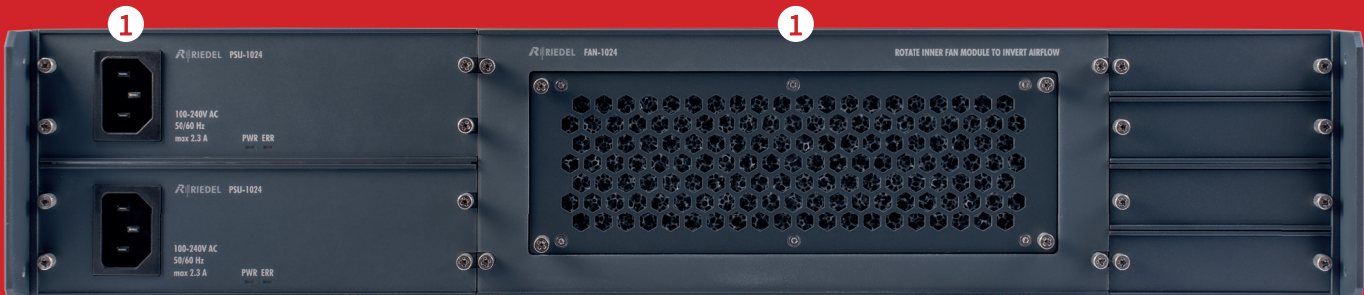 1
1
RIEDEL PSU-1024
100-240V AC
50/60 Hz
max 2.3 A
PWR ERR
RIEDEL FAN-1024
ROTATE INNER FAN MODULE TO INVERT AIRFLOW
RIEDEL PSU-1024
100-240V AC
50/60 Hz
max 2.3 A
PWR ERR